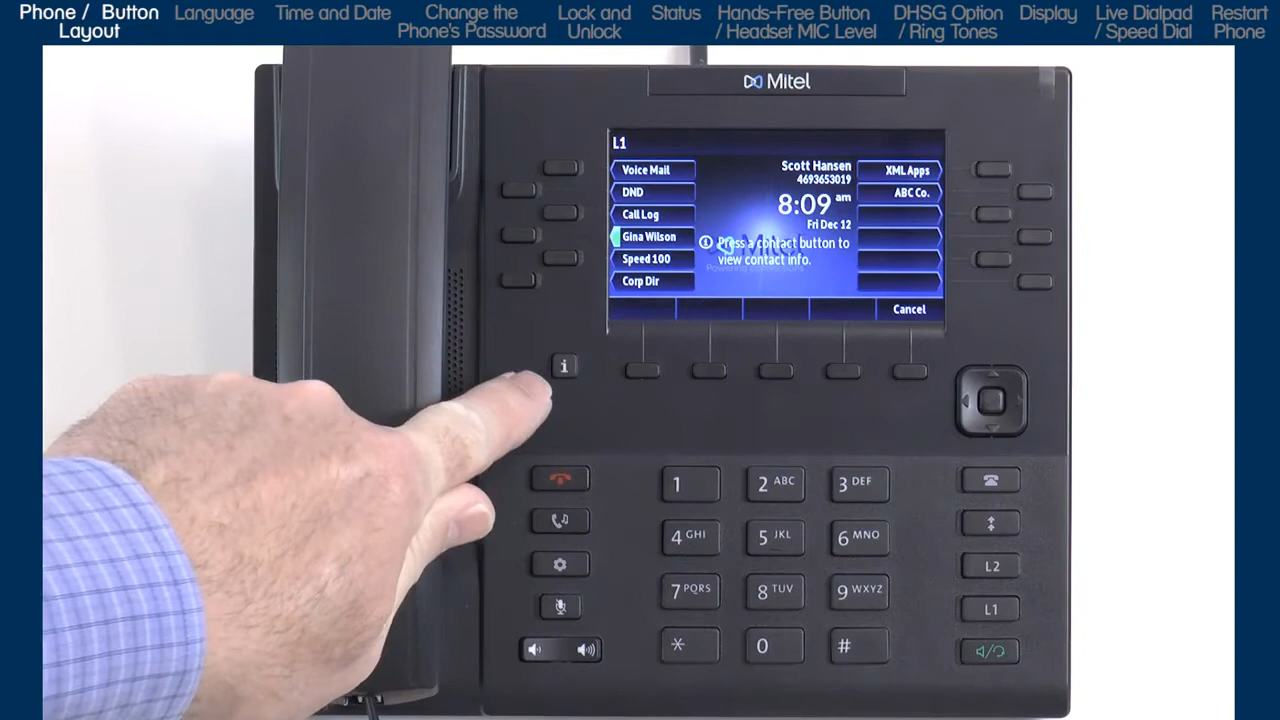 Phone / Button
Layout
Language
Time and Date
Change the
Phone's Password
Lock and
Unlock
Status
Hands-Free Button
/ Headset MIC Level
DHSG Option
/ Ring Tones
Display
Live Dialpad
/ Speed Dial
Restart
Phone
Mitel
L1
Voice Mail
DND
Call Log
Gina Wilson
Speed 100
Corp Dir
Scott Hansen
4693653019
8:09 am
Fri Dec 12
Press a contact button to
view contact info.
Mitel
XML Apps
ABC Co.
Cancel
i
1
2 ABC
3 DEF
4 GHI
5 JKL
6 MNO
7 PQRS
8 TUV
9 WXYZ
*
0
#
L2
L1